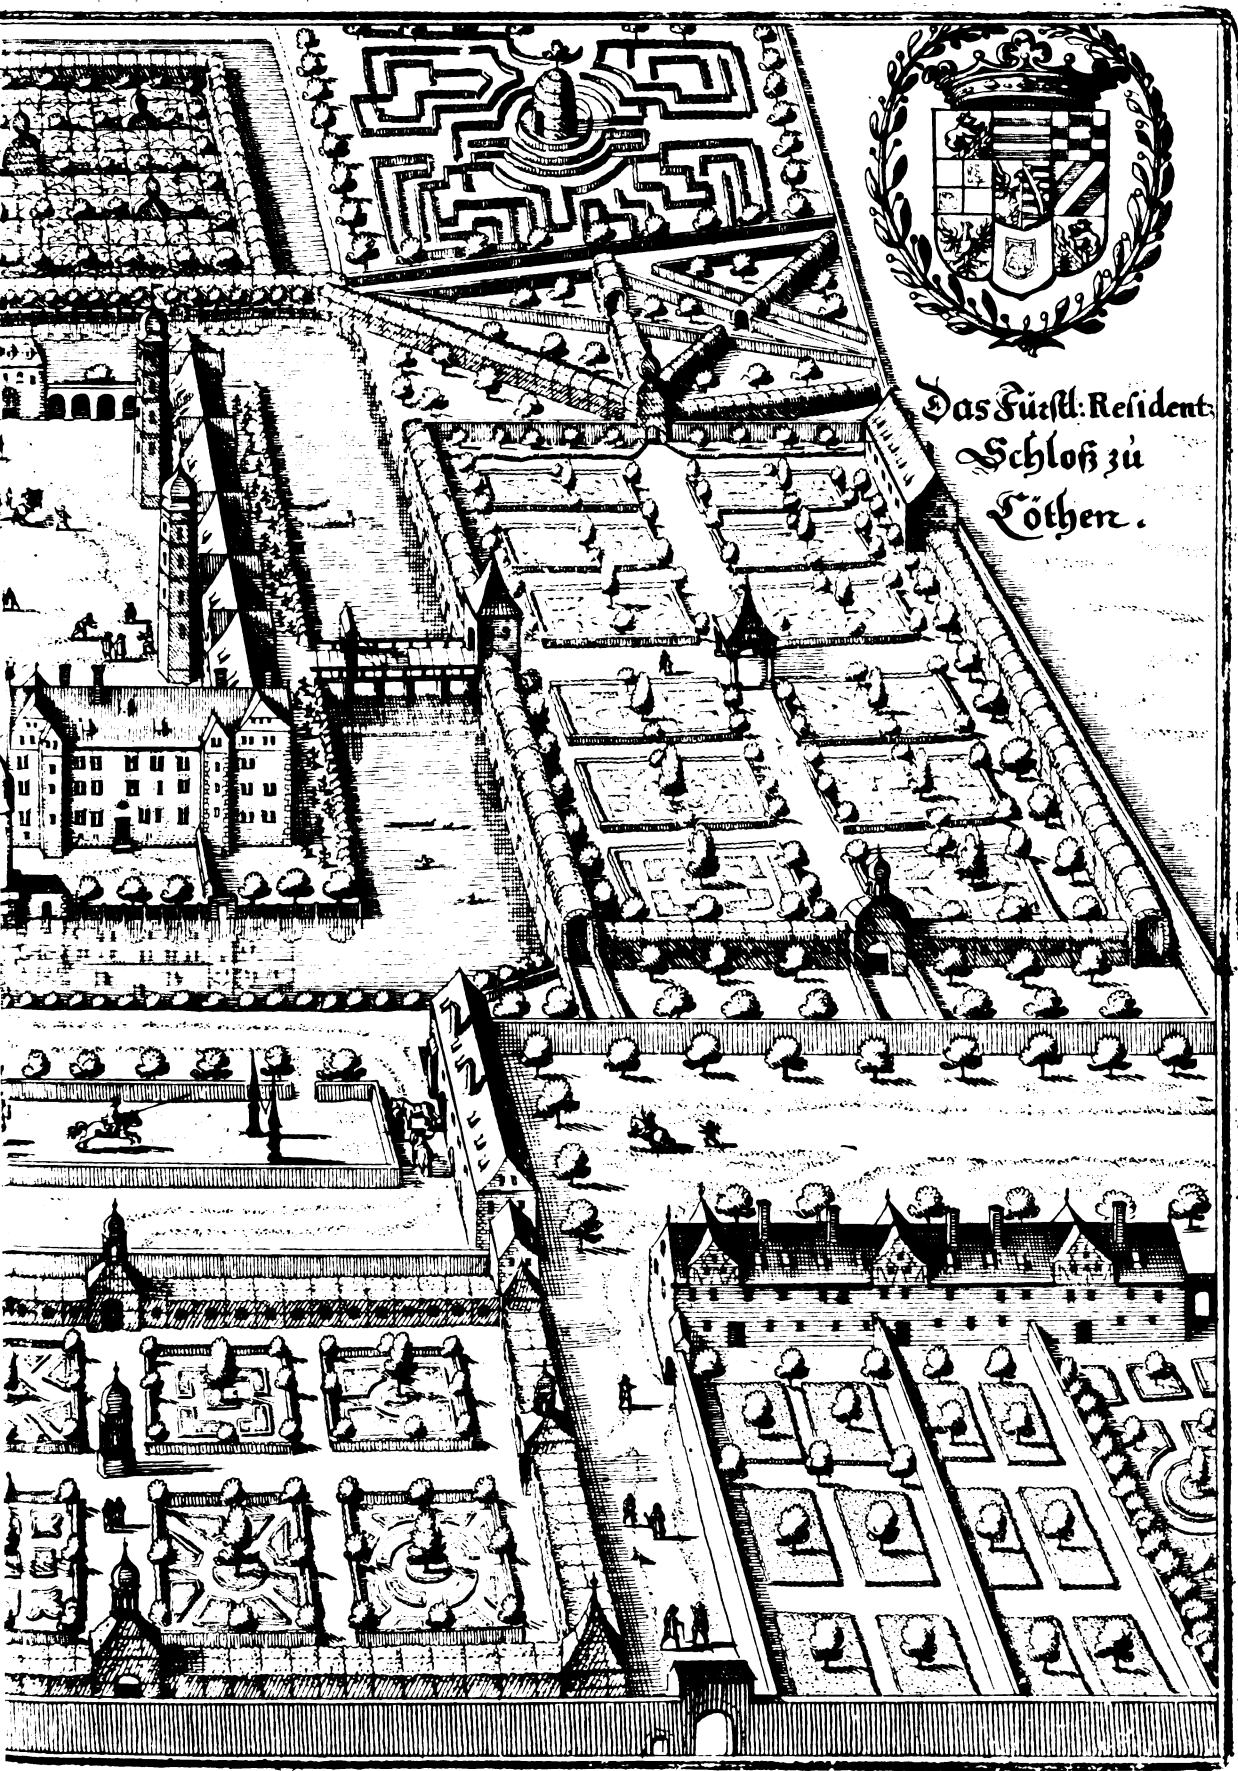 Das Fürstl: Resident:
Schloß zu
Cöthen.